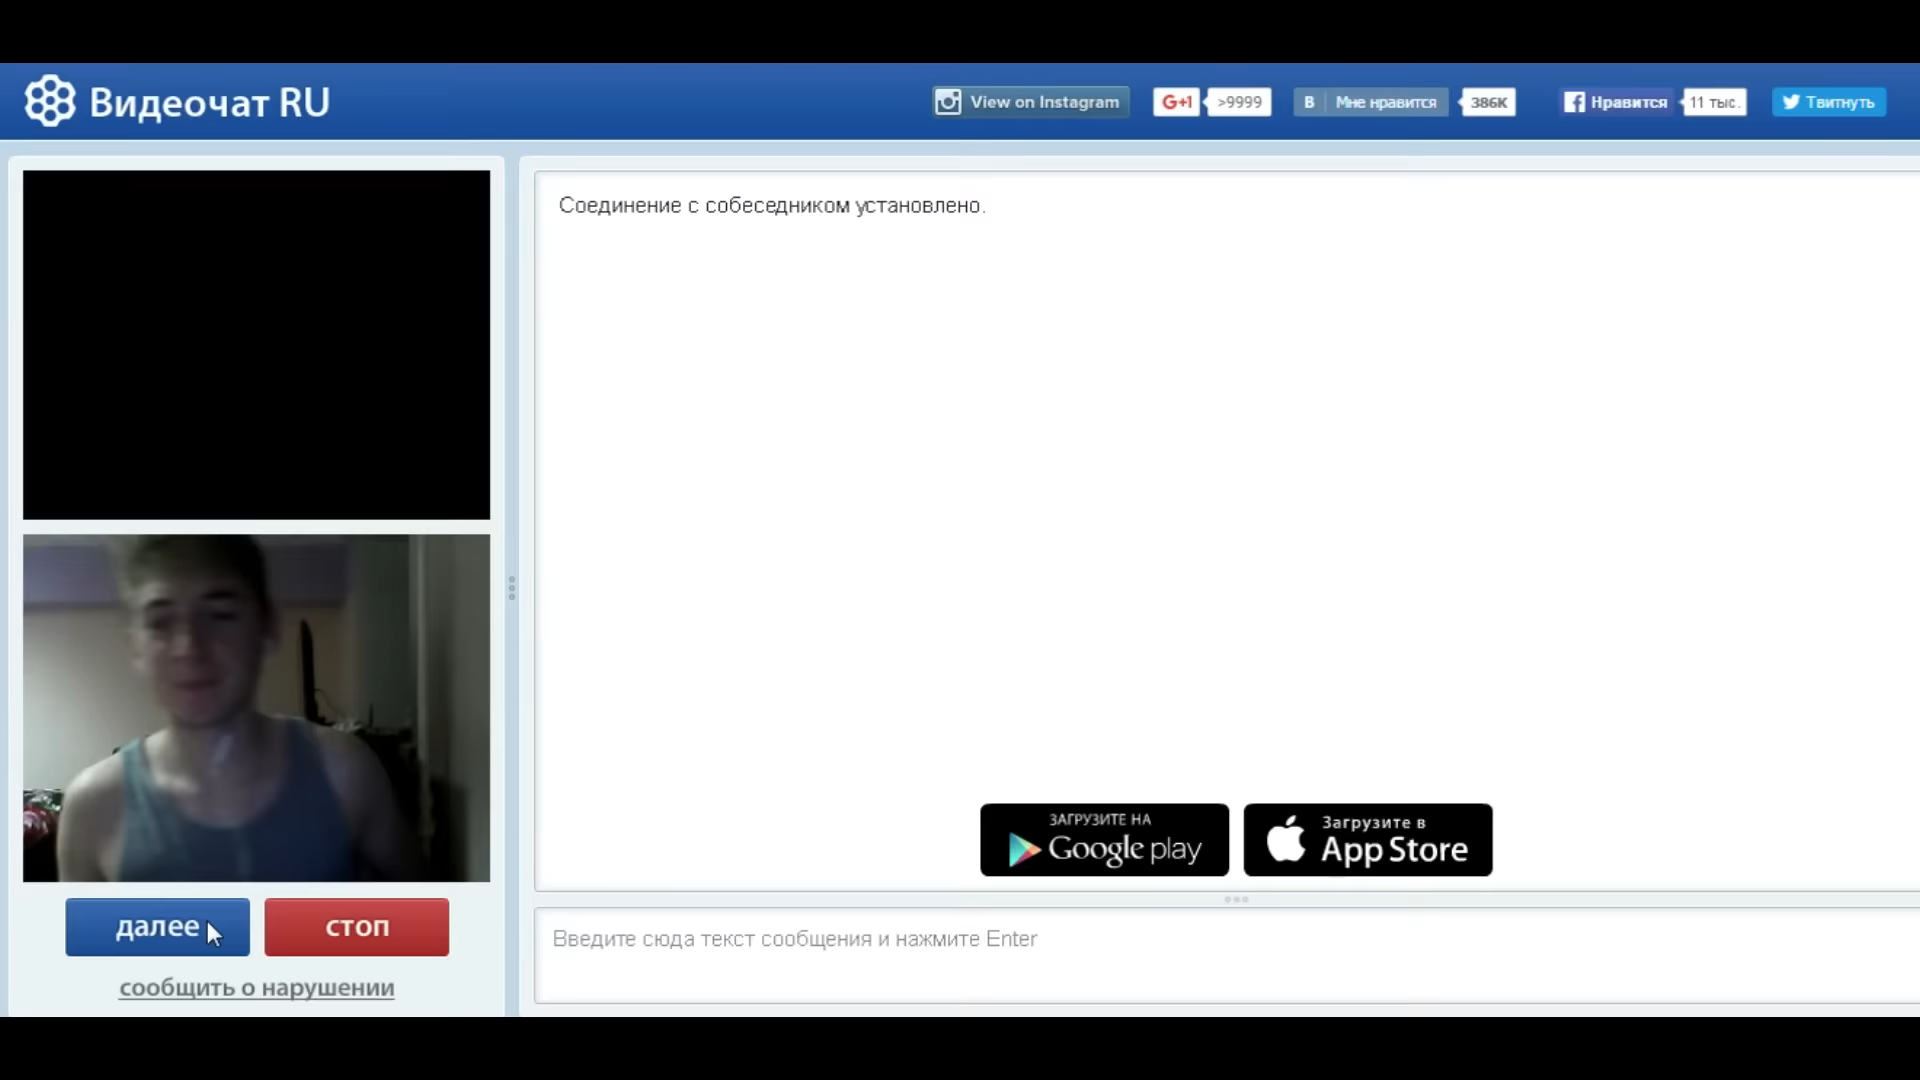 Видеочат RU
View on Instagram
G+1 >9999
B Мне нравится 386K
Нравится 11 тыс.
Твитнуть
Соединение с собеседником установлено.
ЗАГРУЗИТЕ НА
Google play
Загрузите в
App Store
далее
стоп
Введите сюда текст сообщения и нажмите Enter
сообщить о нарушении